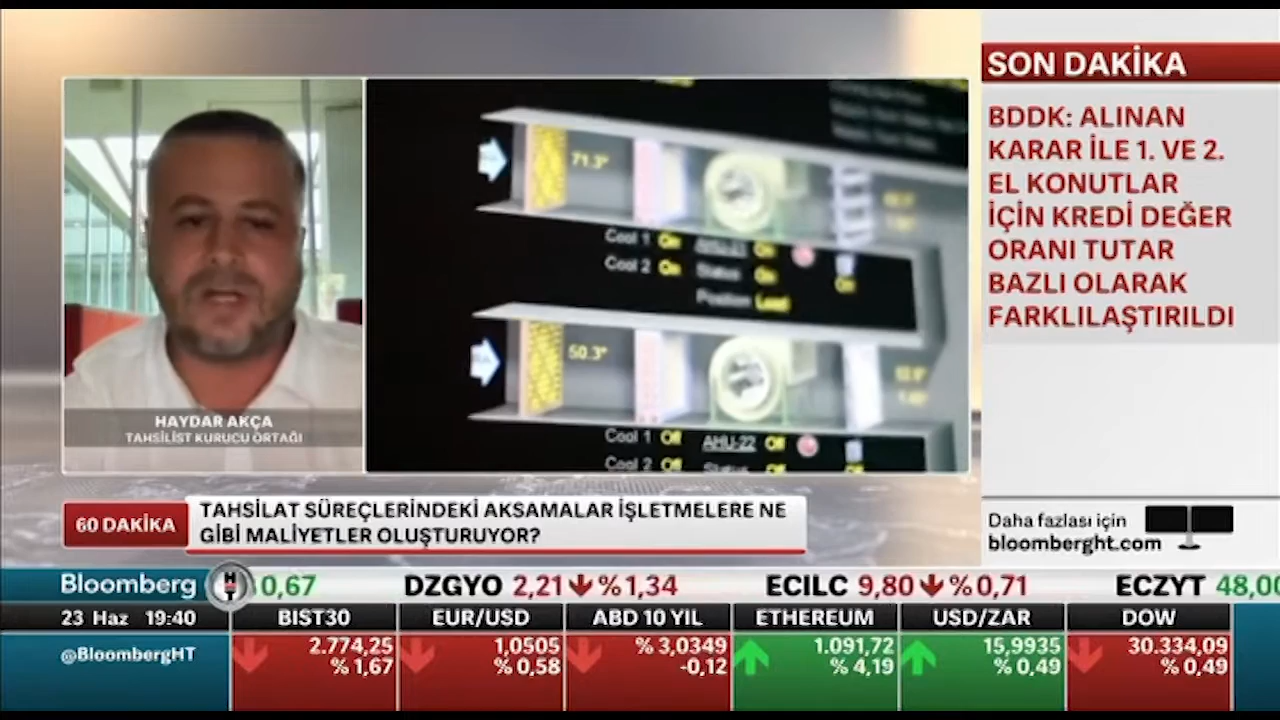 SON DAKİKA
BDDK: ALINAN
KARAR İLE 1. VE 2.
EL KONUTLAR
İÇİN KREDİ DEĞER
ORANI TUTAR
BAZLI OLARAK
FARKLILAŞTIRILDI
71.3°
Cool 1 On
Cool 2 On Status On
Position Load
50.3°
Cool 1 Off AHU-22 Off
Cool 2 Off Status Off
HAYDAR AKÇA
TAHSİLİST KURUCU ORTAĞI
60 DAKİKA
TAHSİLAT SÜREÇLERİNDEKİ AKSAMALAR İŞLETMELERE NE
GİBİ MALİYETLER OLUŞTURUYOR?
Daha fazlası için
bloomberght.com
Bloomberg HT 0,67 DZGYO 2,21 %1,34 ECILC 9,80 %0,71 ECZYT 48,00
23 Haz 19:40 BIST30 EUR/USD ABD 10 YIL ETHEREUM USD/ZAR DOW
@BloombergHT 2.774,25 1,0505 % 3,0349 1.091,72 15,9935 30.334,09
% 1,67 % 0,58 -0,12 % 4,19 % 0,49 % 0,49